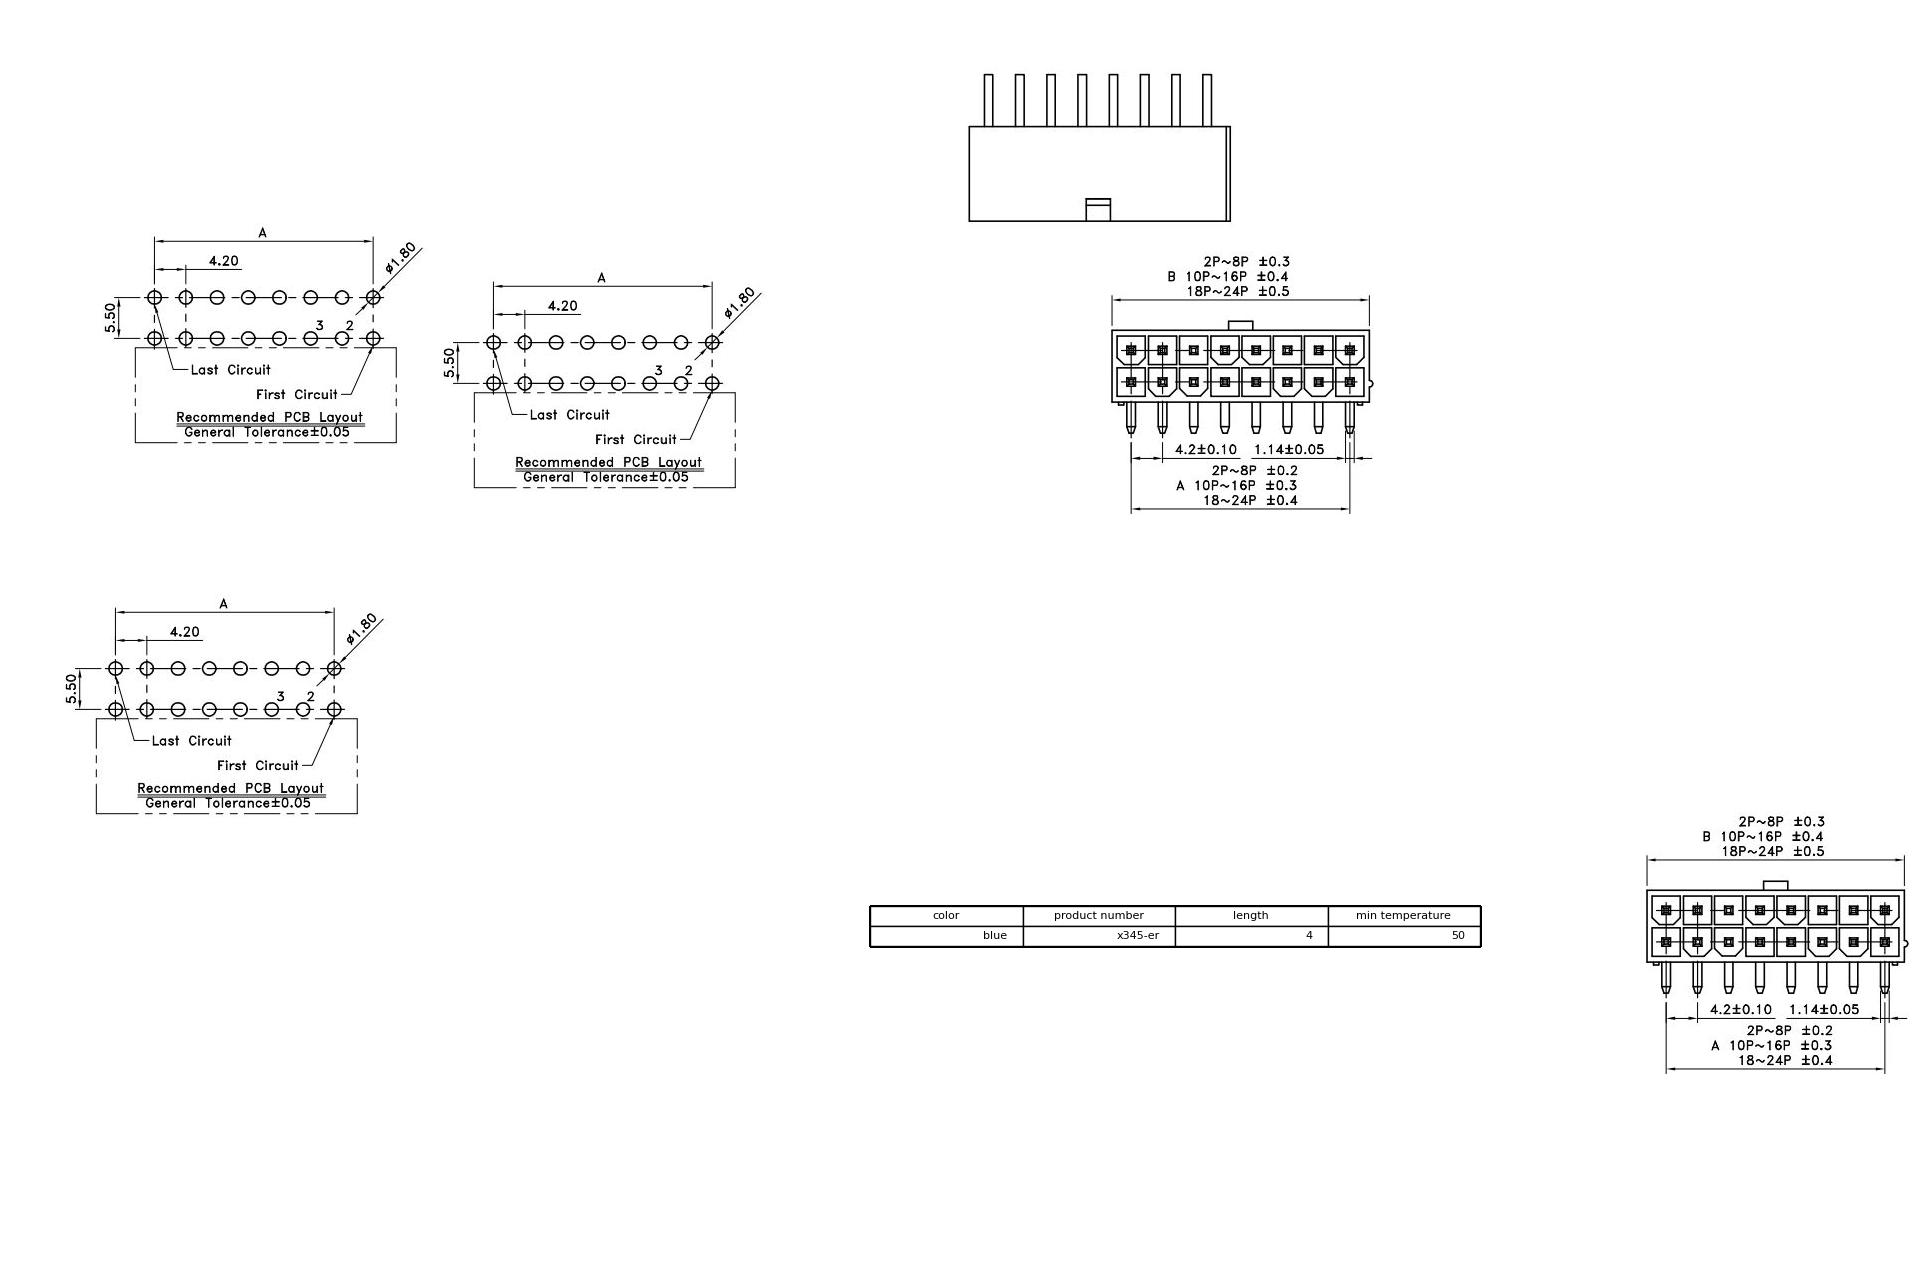 A
4.20
ø1.80
5.50
3 2
Last Circuit
First Circuit
Recommended PCB Layout
General Tolerance±0.05
A
4.20
ø1.80
5.50
3 2
Last Circuit
First Circuit
Recommended PCB Layout
General Tolerance±0.05
2P~8P ±0.3
B 10P~16P ±0.4
18P~24P ±0.5
4.2±0.10 1.14±0.05
2P~8P ±0.2
A 10P~16P ±0.3
18~24P ±0.4
A
4.20
ø1.80
5.50
3 2
Last Circuit
First Circuit
Recommended PCB Layout
General Tolerance±0.05
color product number length min temperature
blue x345-er 4 50
2P~8P ±0.3
B 10P~16P ±0.4
18P~24P ±0.5
4.2±0.10 1.14±0.05
2P~8P ±0.2
A 10P~16P ±0.3
18~24P ±0.4